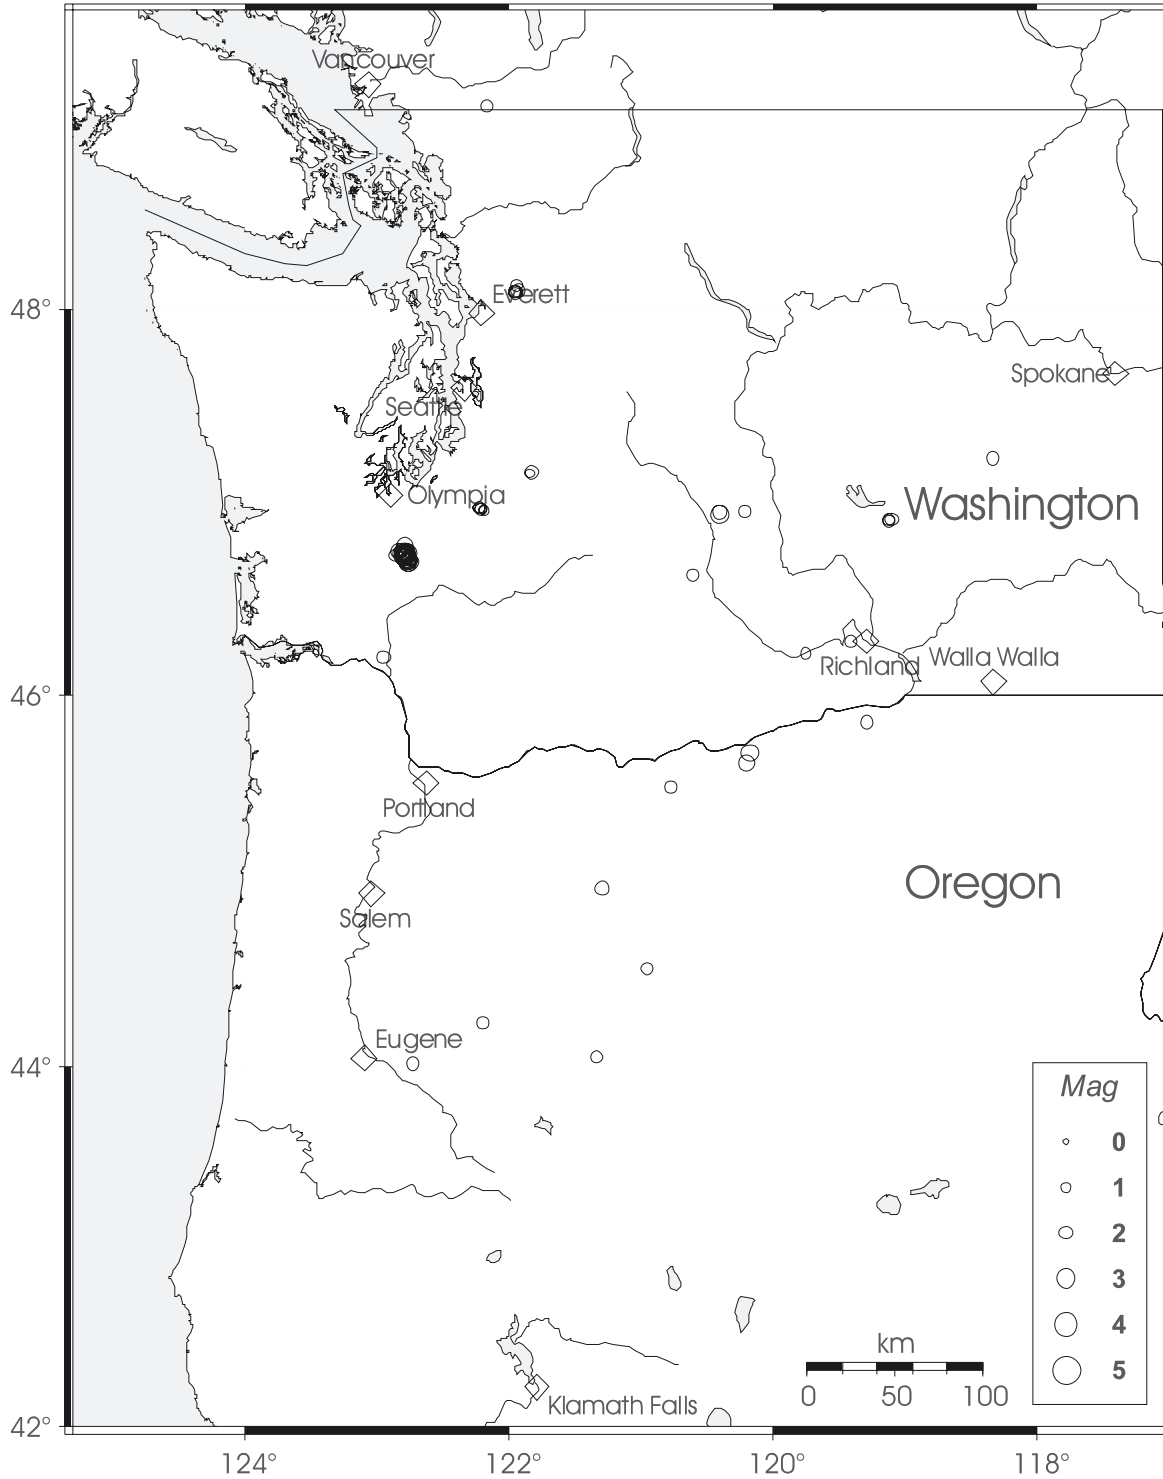 Vancouver
Everett
48°
Spokane
Seattle
Olympia
Washington
Richland
Walla Walla
46°
Portland
Oregon
Salem
Eugene
44°
Mag
0
1
2
3
4
5
km
0 50 100
Klamath Falls
42°
124° 122° 120° 118°